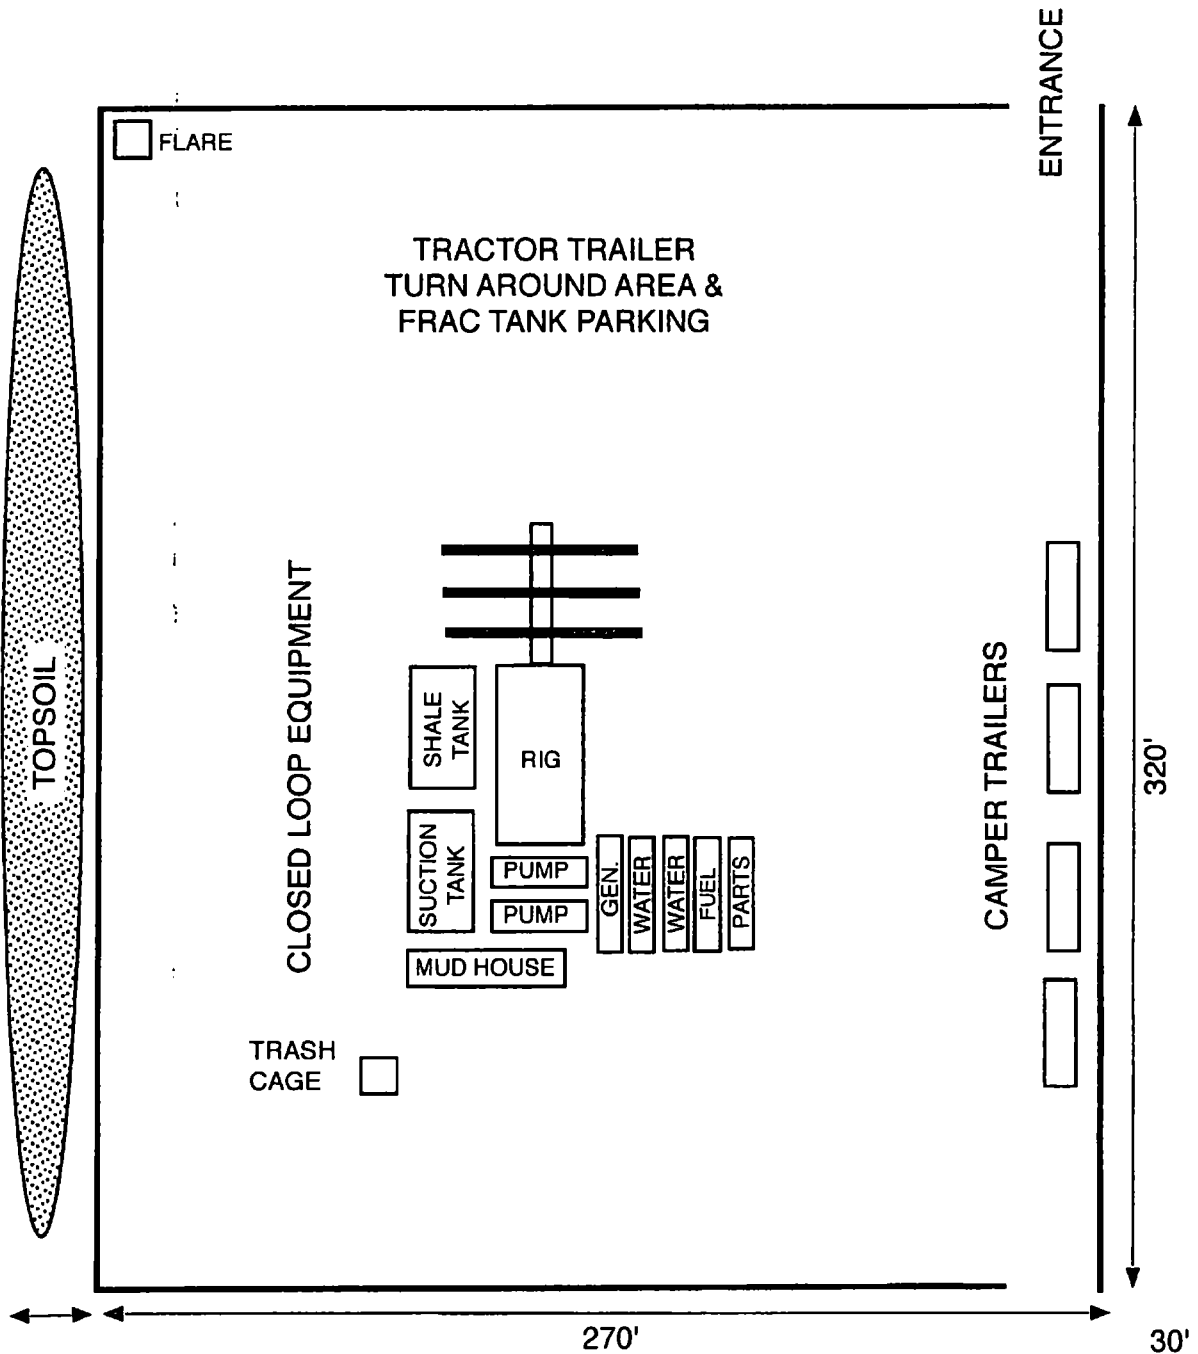 ENTRANCE
FLARE
TRACTOR TRAILER
TURN AROUND AREA &
FRAC TANK PARKING
TOPSOIL
CLOSED LOOP EQUIPMENT
SHALE
TANK
RIG
CAMPER TRAILERS
320'
SUCTION
TANK
PUMP
PUMP
GEN.
WATER
WATER
FUEL
PARTS
MUD HOUSE
TRASH
CAGE
270'
30'